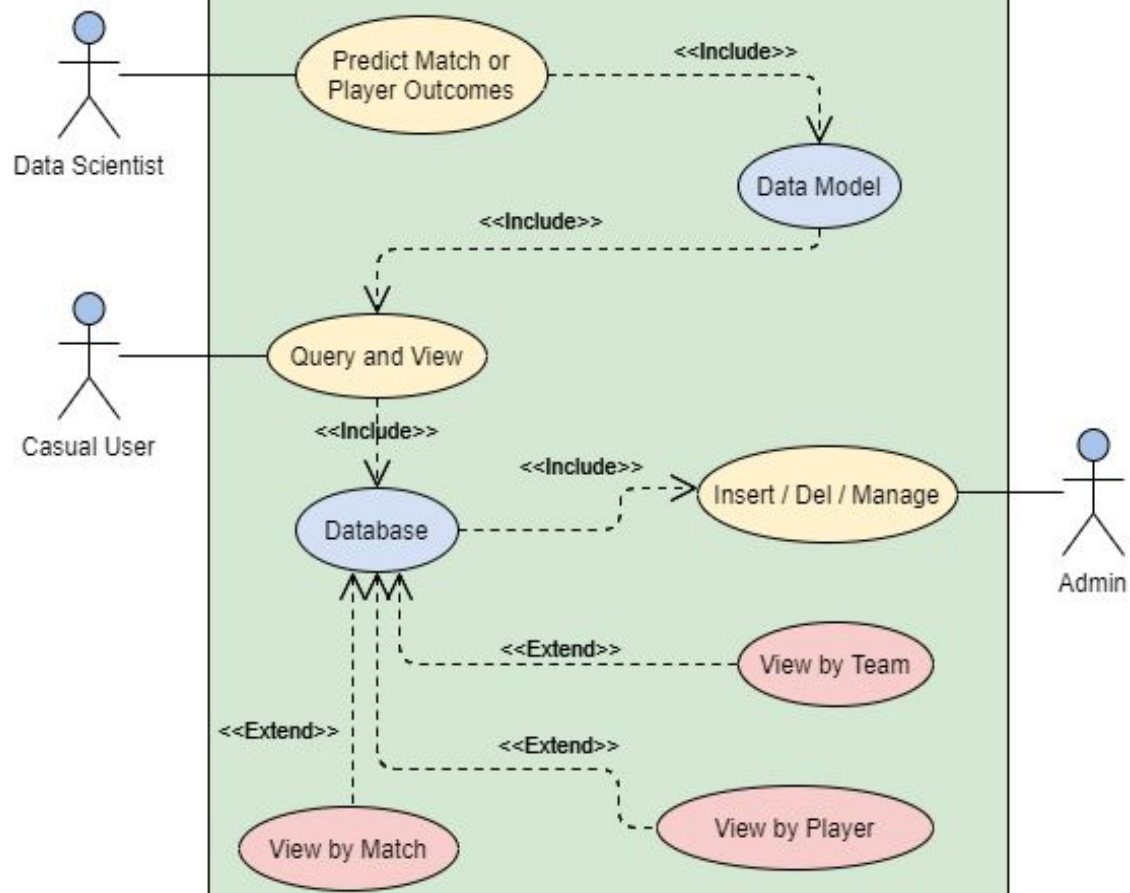 Predict Match or
Player Outcomes
<<Include>>
Data Scientist
Data Model
<<Include>>
Query and View
Casual User
<<Include>>
<<Include>>
Insert / Del / Manage
Database
Admin
<<Extend>>
View by Team
<<Extend>>
<<Extend>>
View by Player
View by Match